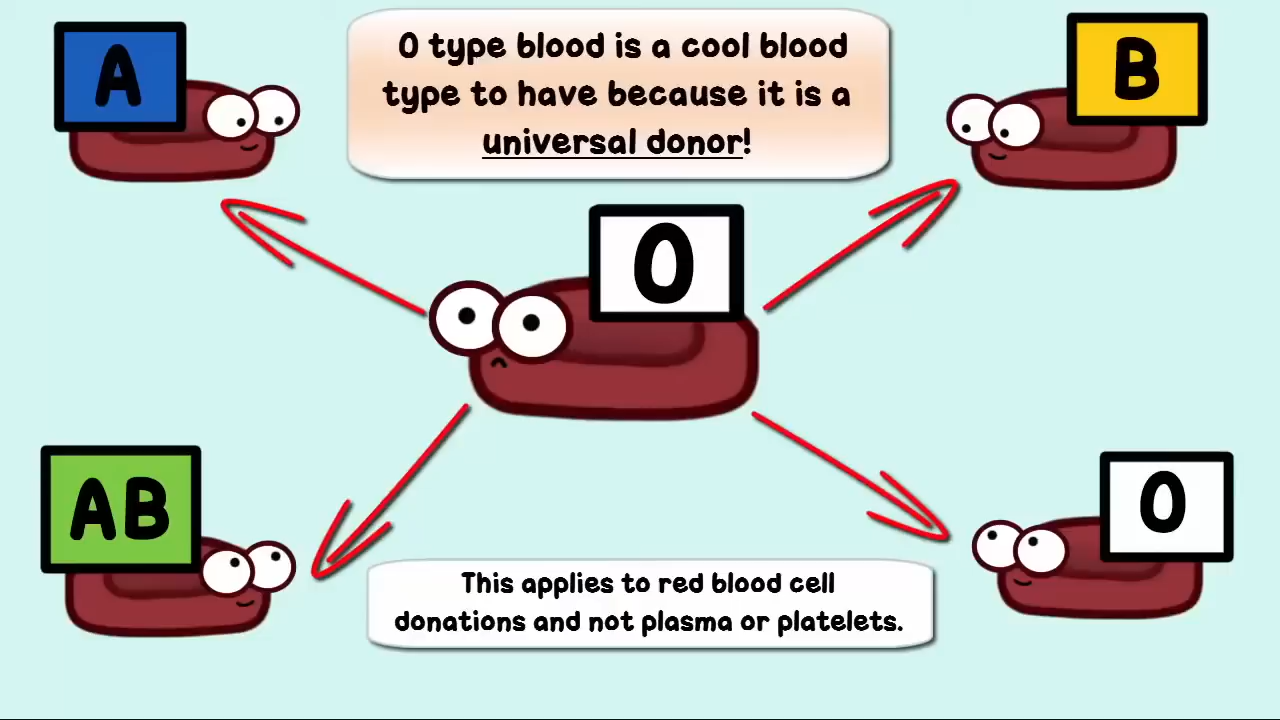 A
O type blood is a cool blood
type to have because it is a
universal donor!
B
O
AB
O
This applies to red blood cell
donations and not plasma or platelets.